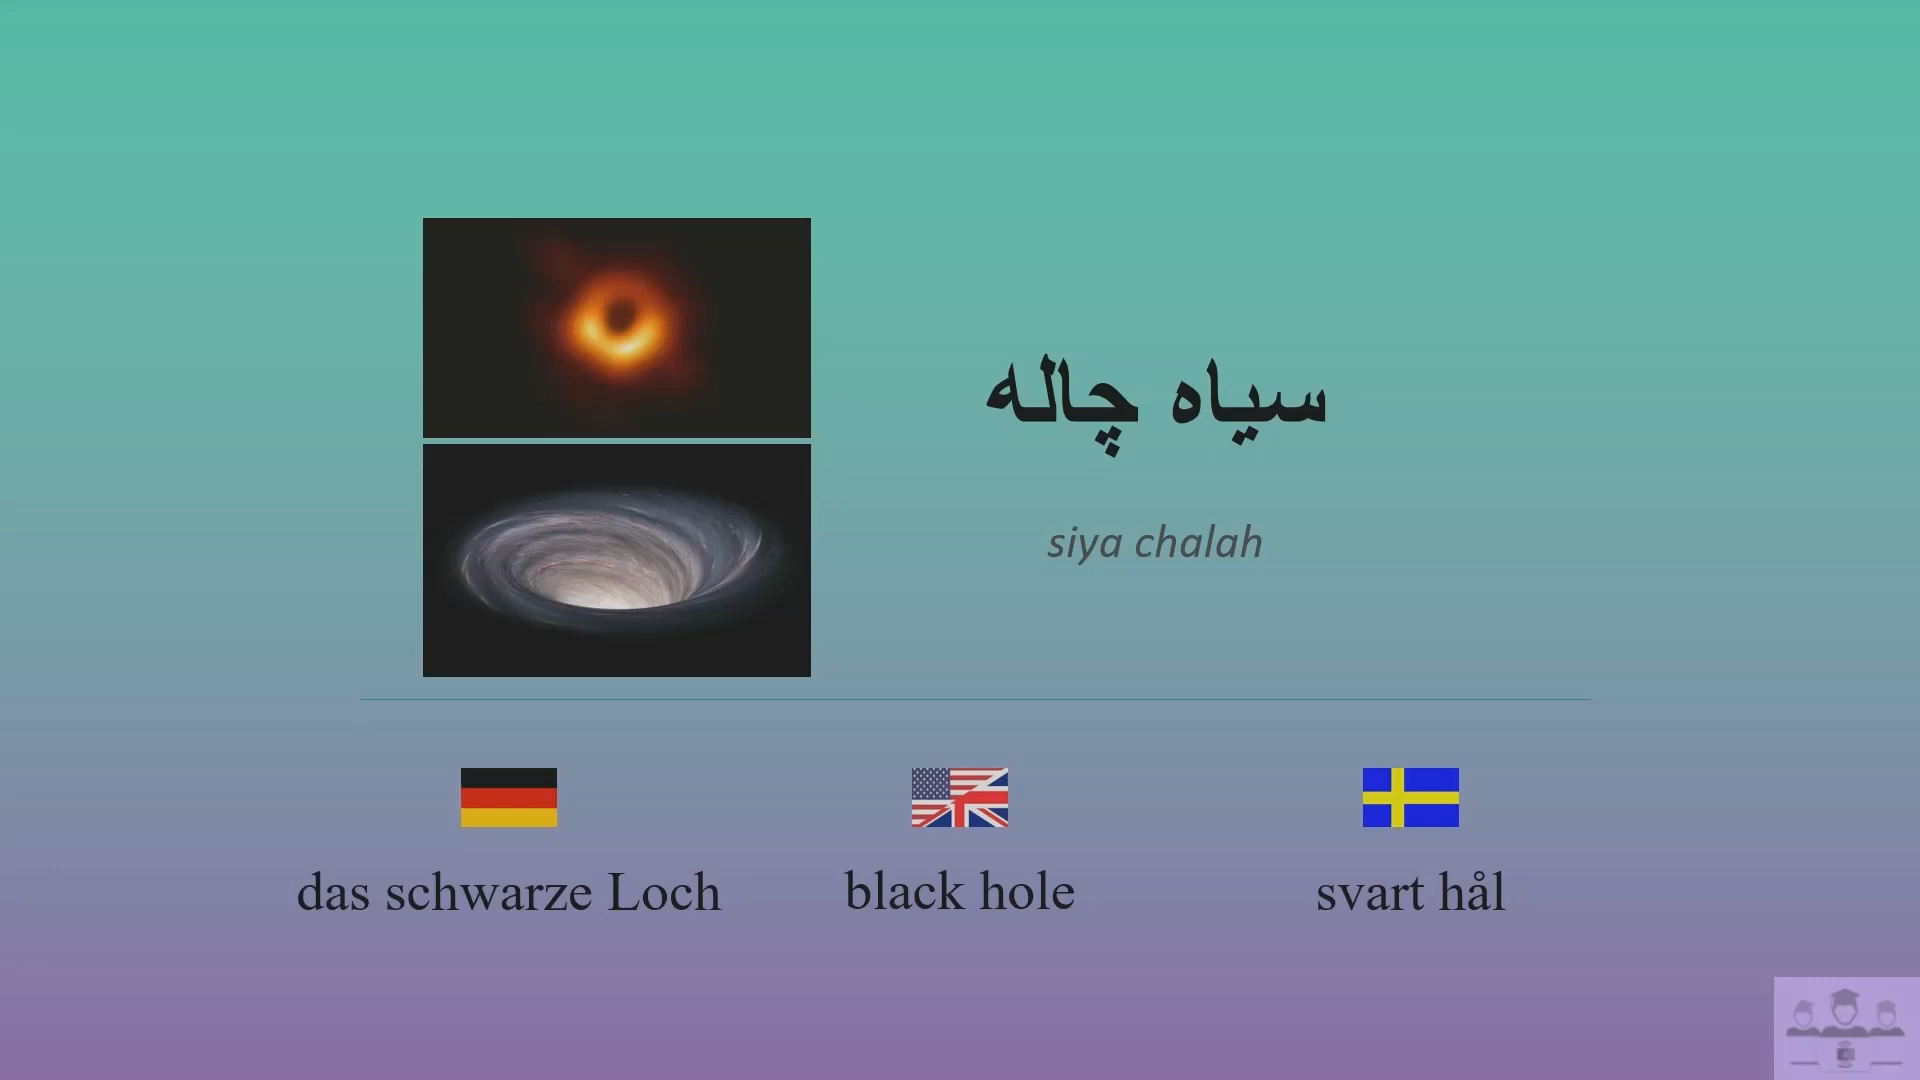 سیاه چاله
siya chalah
das schwarze Loch
black hole
svart hål